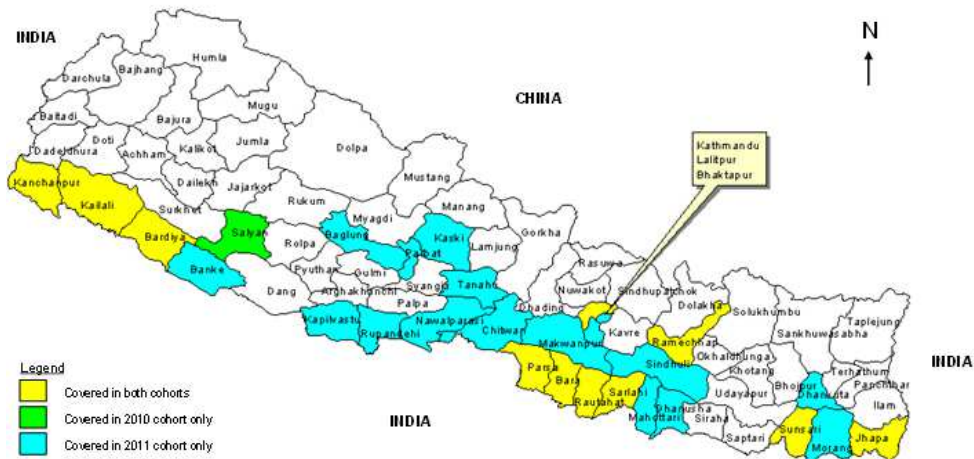 INDIA
N
Humla
Darchula
Bajhang
CHINA
Mugu
Baitadi
Bajura
Kathmandu
Lalitpur
Bhaktapur
Doti
Kalikot
Jumla
Dolpa
Dadeldhura
Achham
Mustang
Kanchanpur
Dailekh
Jajarkot
Kailali
Rukum
Manang
Surkhet
Myagdi
Gorkha
Bardiya
Salyan
Baglung
Kaski
Rolpa
Lamjung
Parbat
Rasuwa
Banke
Pyuthan
Gulmi
Syangja
Tanahu
Nuwakot
Sindhupalchok
Dang
Arghakhanchi
Dolakha
Palpa
Dhading
Solukhumbu
Taplejung
Kapilvastu
Nawalparasi
Kavre
Sankhuwasabha
Rupandehi
Chitwan
Makwanpur
Ramechhap
Okhaldhunga
INDIA
Legend
Parsa
Sindhuli
Khotang
Terhathum
Covered in both cohorts
Bara
Bhojpur
Panchthar
Rautahat
Sarlahi
Udayapur
Dhankuta
Covered in 2010 cohort only
INDIA
Dhanusha
Ilam
Mahottari
Siraha
Covered in 2011 cohort only
Saptari
Sunsari
Morang
Jhapa